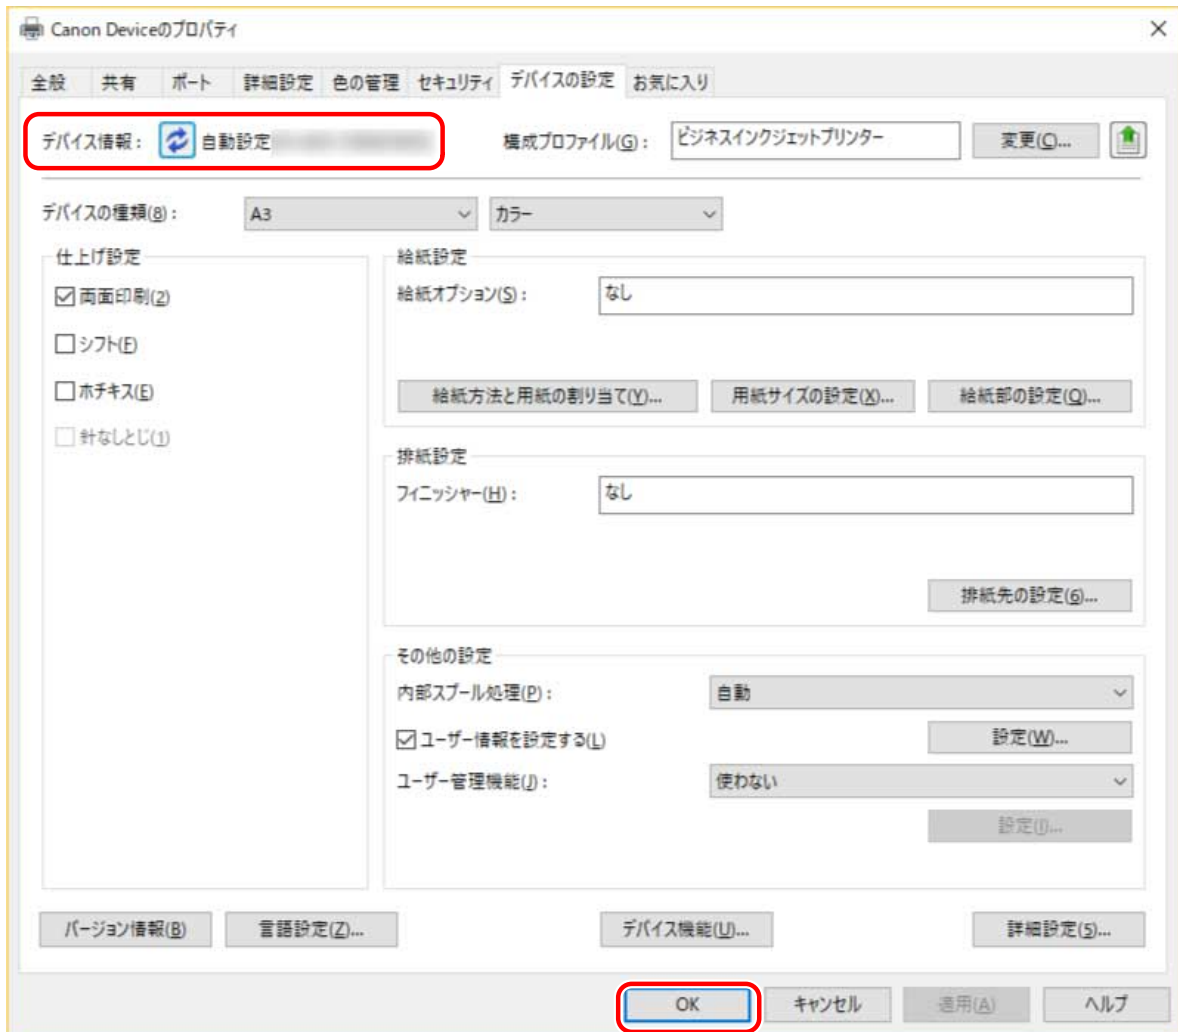 Canon Deviceのプロパティ
全般 共有 ポート 詳細設定 色の管理 セキュリティ デバイスの設定 お気に入り
デバイス情報： 自動設定 構成プロファイル(G)： ビジネスインクジェットプリンター 変更(C)...
デバイスの種類(8)： A3 カラー
仕上げ設定
両面印刷(2)
シフト(F)
ホチキス(E)
針なしとじ(1)
給紙設定
給紙オプション(S)： なし
給紙方法と用紙の割り当て(Y)... 用紙サイズの設定(X)... 給紙部の設定(Q)...
排紙設定
フィニッシャー(H)： なし
排紙先の設定(6)...
その他の設定
内部スプール処理(P)： 自動
ユーザー情報を設定する(L) 設定(W)...
ユーザー管理機能(J)： 使わない
設定(I)...
バージョン情報(B) 言語設定(Z)... デバイス機能(U)... 詳細設定(5)...
OK キャンセル 適用(A) ヘルプ